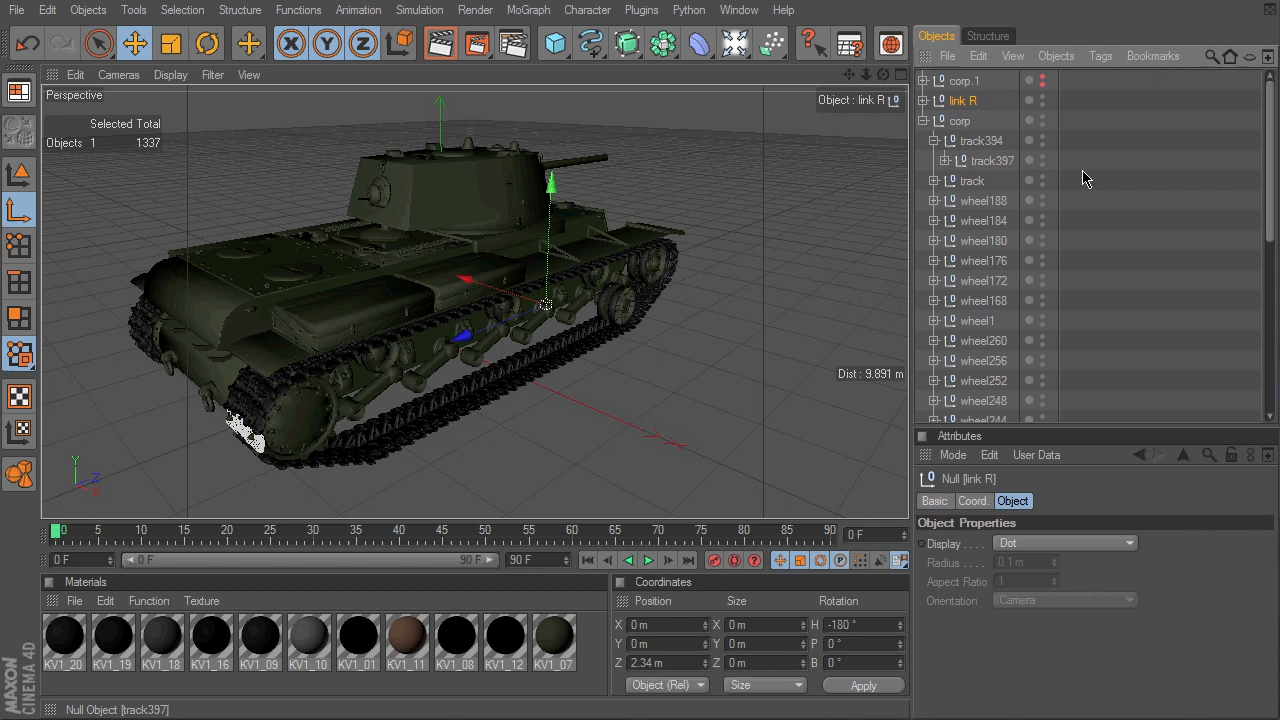 File Edit Objects Tools Selection Structure Functions Animation Simulation Render MoGraph Character Plugins Python Window Help
Edit Cameras Display Filter View
Perspective
Object : link R
Selected Total
Objects 1 1337
Dist : 9.891 m
Y
Z
X
0 5 10 15 20 25 30 35 40 45 50 55 60 65 70 75 80 85 90
0 F
0 F
0 F
90 F
90 F
Materials
File Edit Function Texture
KV1_20 KV1_19 KV1_18 KV1_16 KV1_09 KV1_10 KV1_01 KV1_11 KV1_08 KV1_12 KV1_07
Coordinates
Position Size Rotation
X 0 m X 0 m H -180 °
Y 0 m Y 0 m P 0 °
Z 2.34 m Z 0 m B 0 °
Object (Rel) Size Apply
Null Object [track397]
MAXON
CINEMA 4D
Objects Structure
File Edit View Objects Tags Bookmarks
corp.1
link R
corp
track394
track397
track
wheel188
wheel184
wheel180
wheel176
wheel172
wheel168
wheel1
wheel260
wheel256
wheel252
wheel248
wheel244
Attributes
Mode Edit User Data
Null [link R]
Basic Coord. Object
Object Properties
Display . . . . Dot
Radius . . . . 0.1 m
Aspect Ratio 1
Orientation Camera